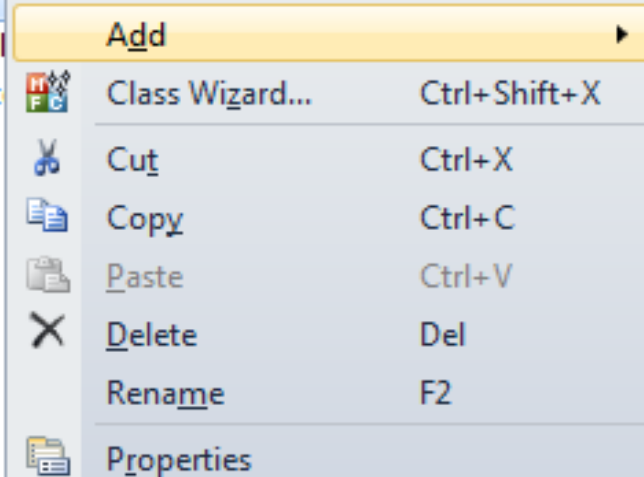 Add
Class Wizard... Ctrl+Shift+X
Cut Ctrl+X
Copy Ctrl+C
Paste Ctrl+V
Delete Del
Rename F2
Properties